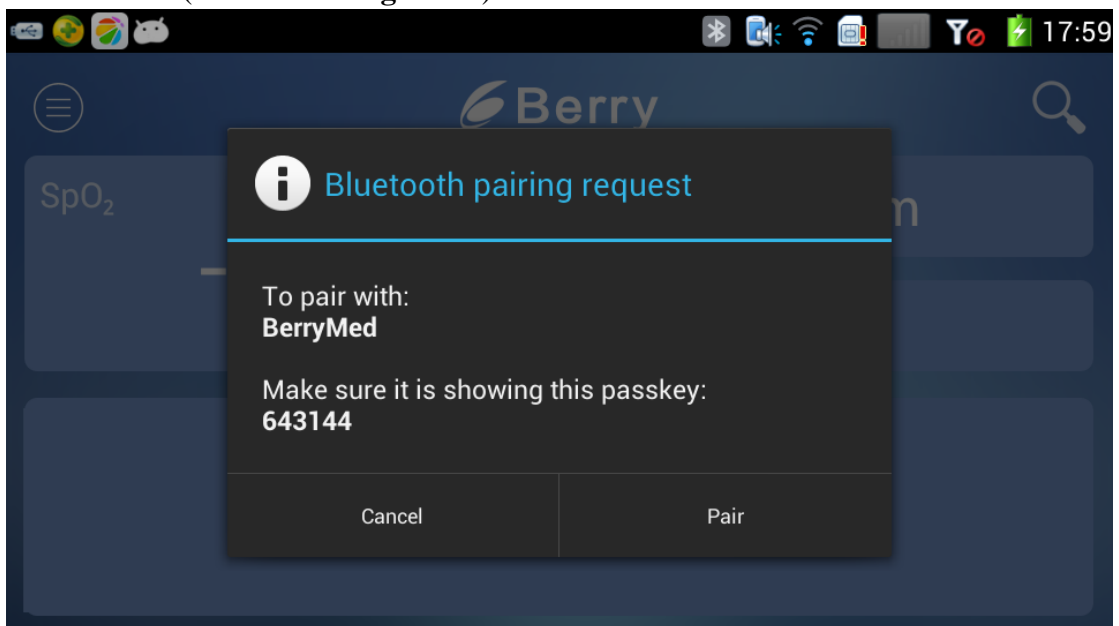 17:59
Berry
SpO₂
m
Bluetooth pairing request
To pair with:
BerryMed
Make sure it is showing this passkey:
643144
Cancel
Pair